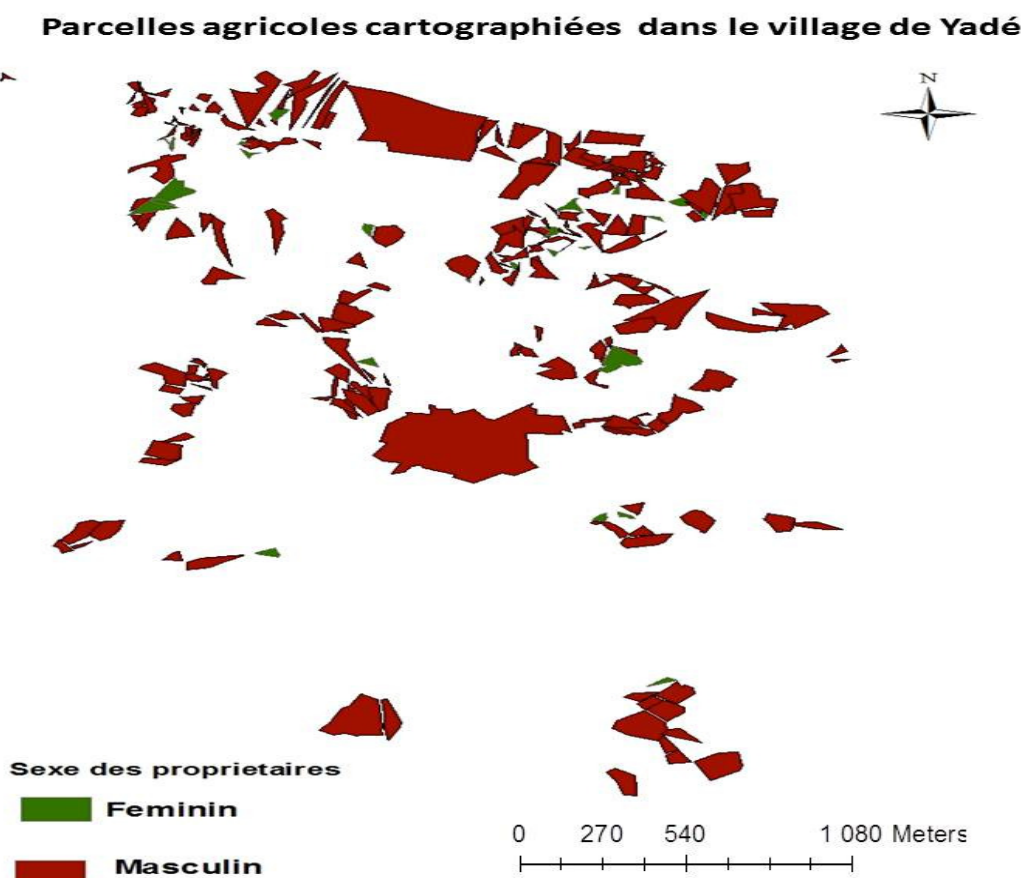 Parcelles agricoles cartographiées dans le village de Yadé
N
Sexe des proprietaires
Feminin
Masculin
0 270 540 1 080 Meters